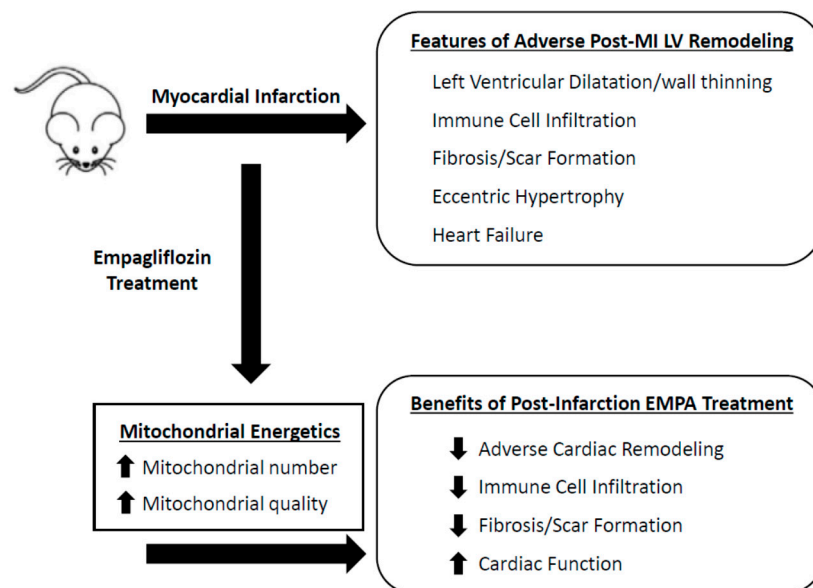 Features of Adverse Post-MI LV Remodeling
Left Ventricular Dilatation/wall thinning
Immune Cell Infiltration
Fibrosis/Scar Formation
Eccentric Hypertrophy
Heart Failure
Myocardial Infarction
Empagliflozin
Treatment
Mitochondrial Energetics
Mitochondrial number
Mitochondrial quality
Benefits of Post-Infarction EMPA Treatment
Adverse Cardiac Remodeling
Immune Cell Infiltration
Fibrosis/Scar Formation
Cardiac Function